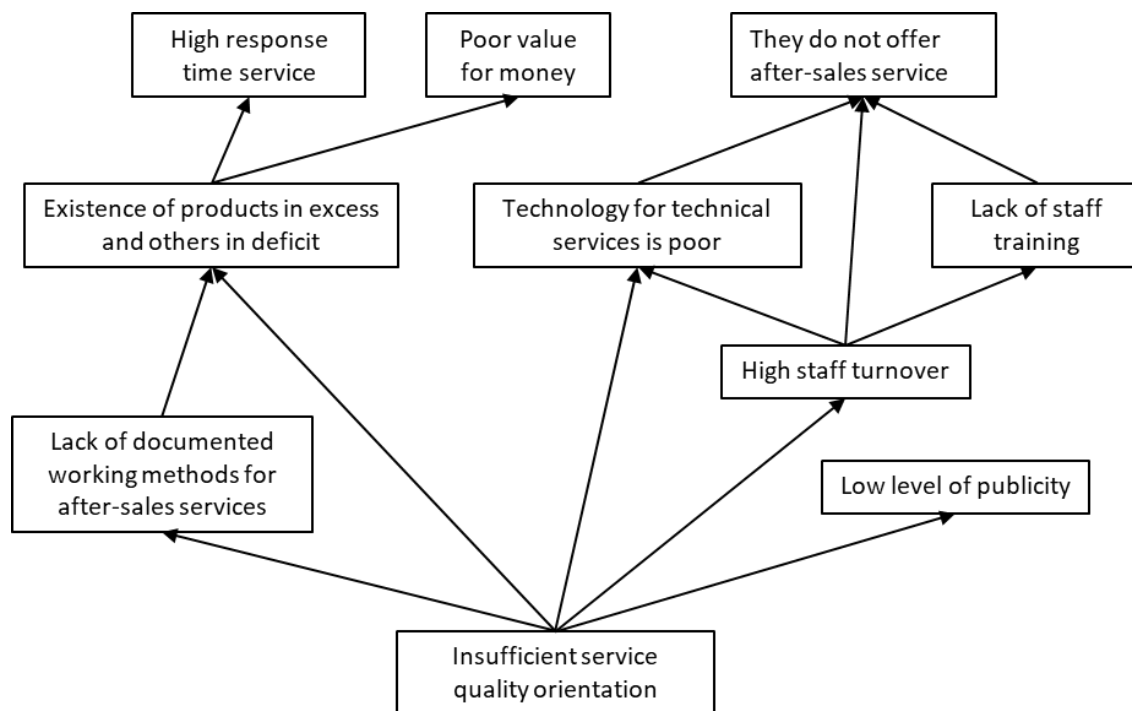 High response
time service
Poor value
for money
They do not offer
after-sales service
Existence of products in excess
and others in deficit
Technology for technical
services is poor
Lack of staff
training
High staff turnover
Lack of documented
working methods for
after-sales services
Low level of publicity
Insufficient service
quality orientation